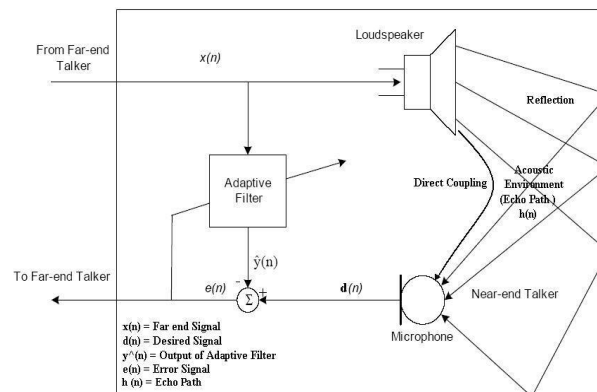 From Far-end
Talker
x(n)
Loudspeaker
Reflection
Adaptive
Filter
Direct Coupling
Acoustic
Environment
(Echo Path )
h(n)
ŷ(n)
To Far-end Talker
e(n)
-
+
Σ
d(n)
Near-end Talker
Microphone
x(n) = Far end Signal
d(n) = Desired Signal
y^(n) = Output of Adaptive Filter
e(n) = Error Signal
h (n) = Echo Path